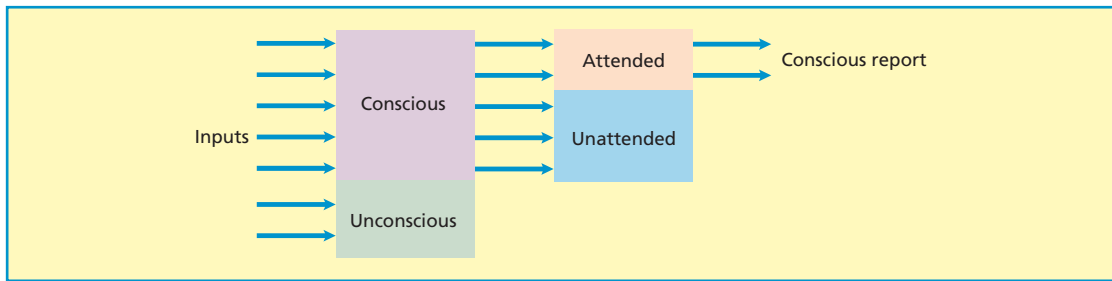 Inputs
Conscious
Unconscious
Attended
Unattended
Conscious report